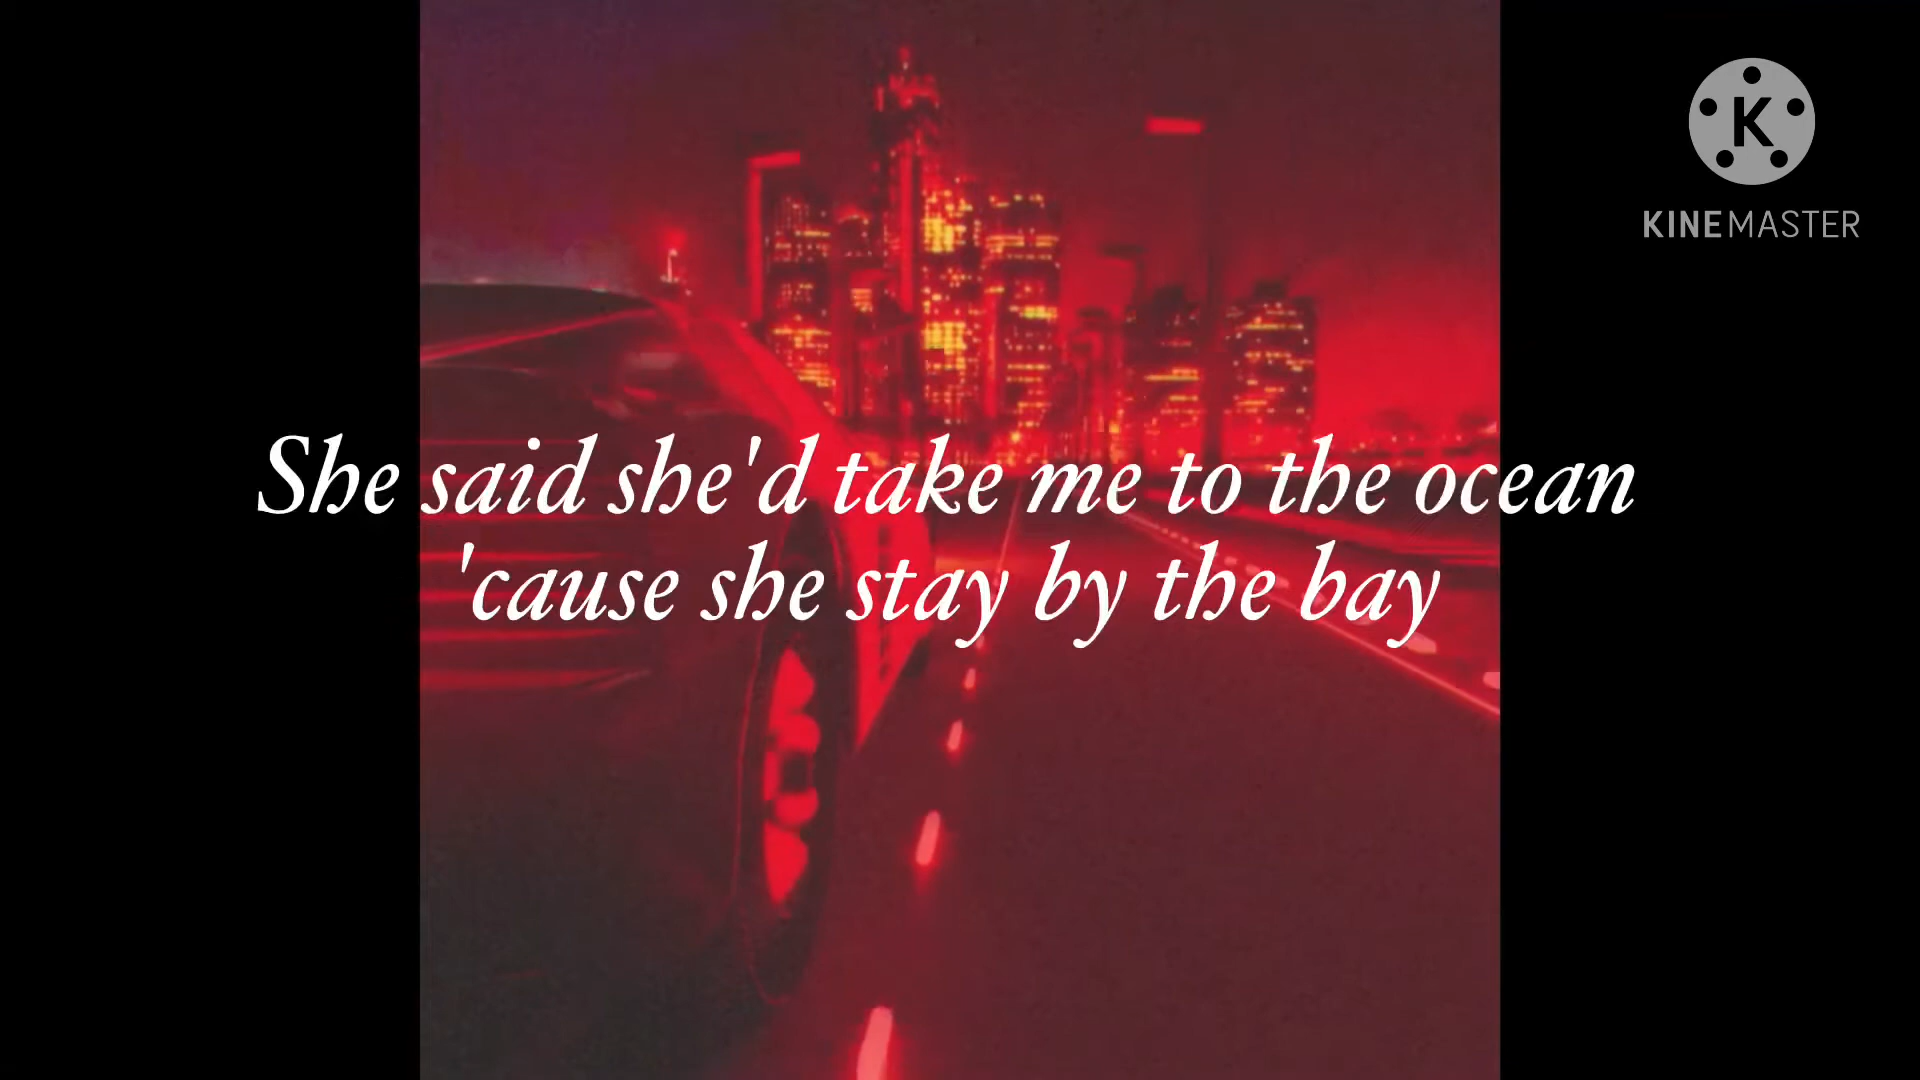 K
KINEMASTER
She said she'd take me to the ocean
'cause she stay by the bay